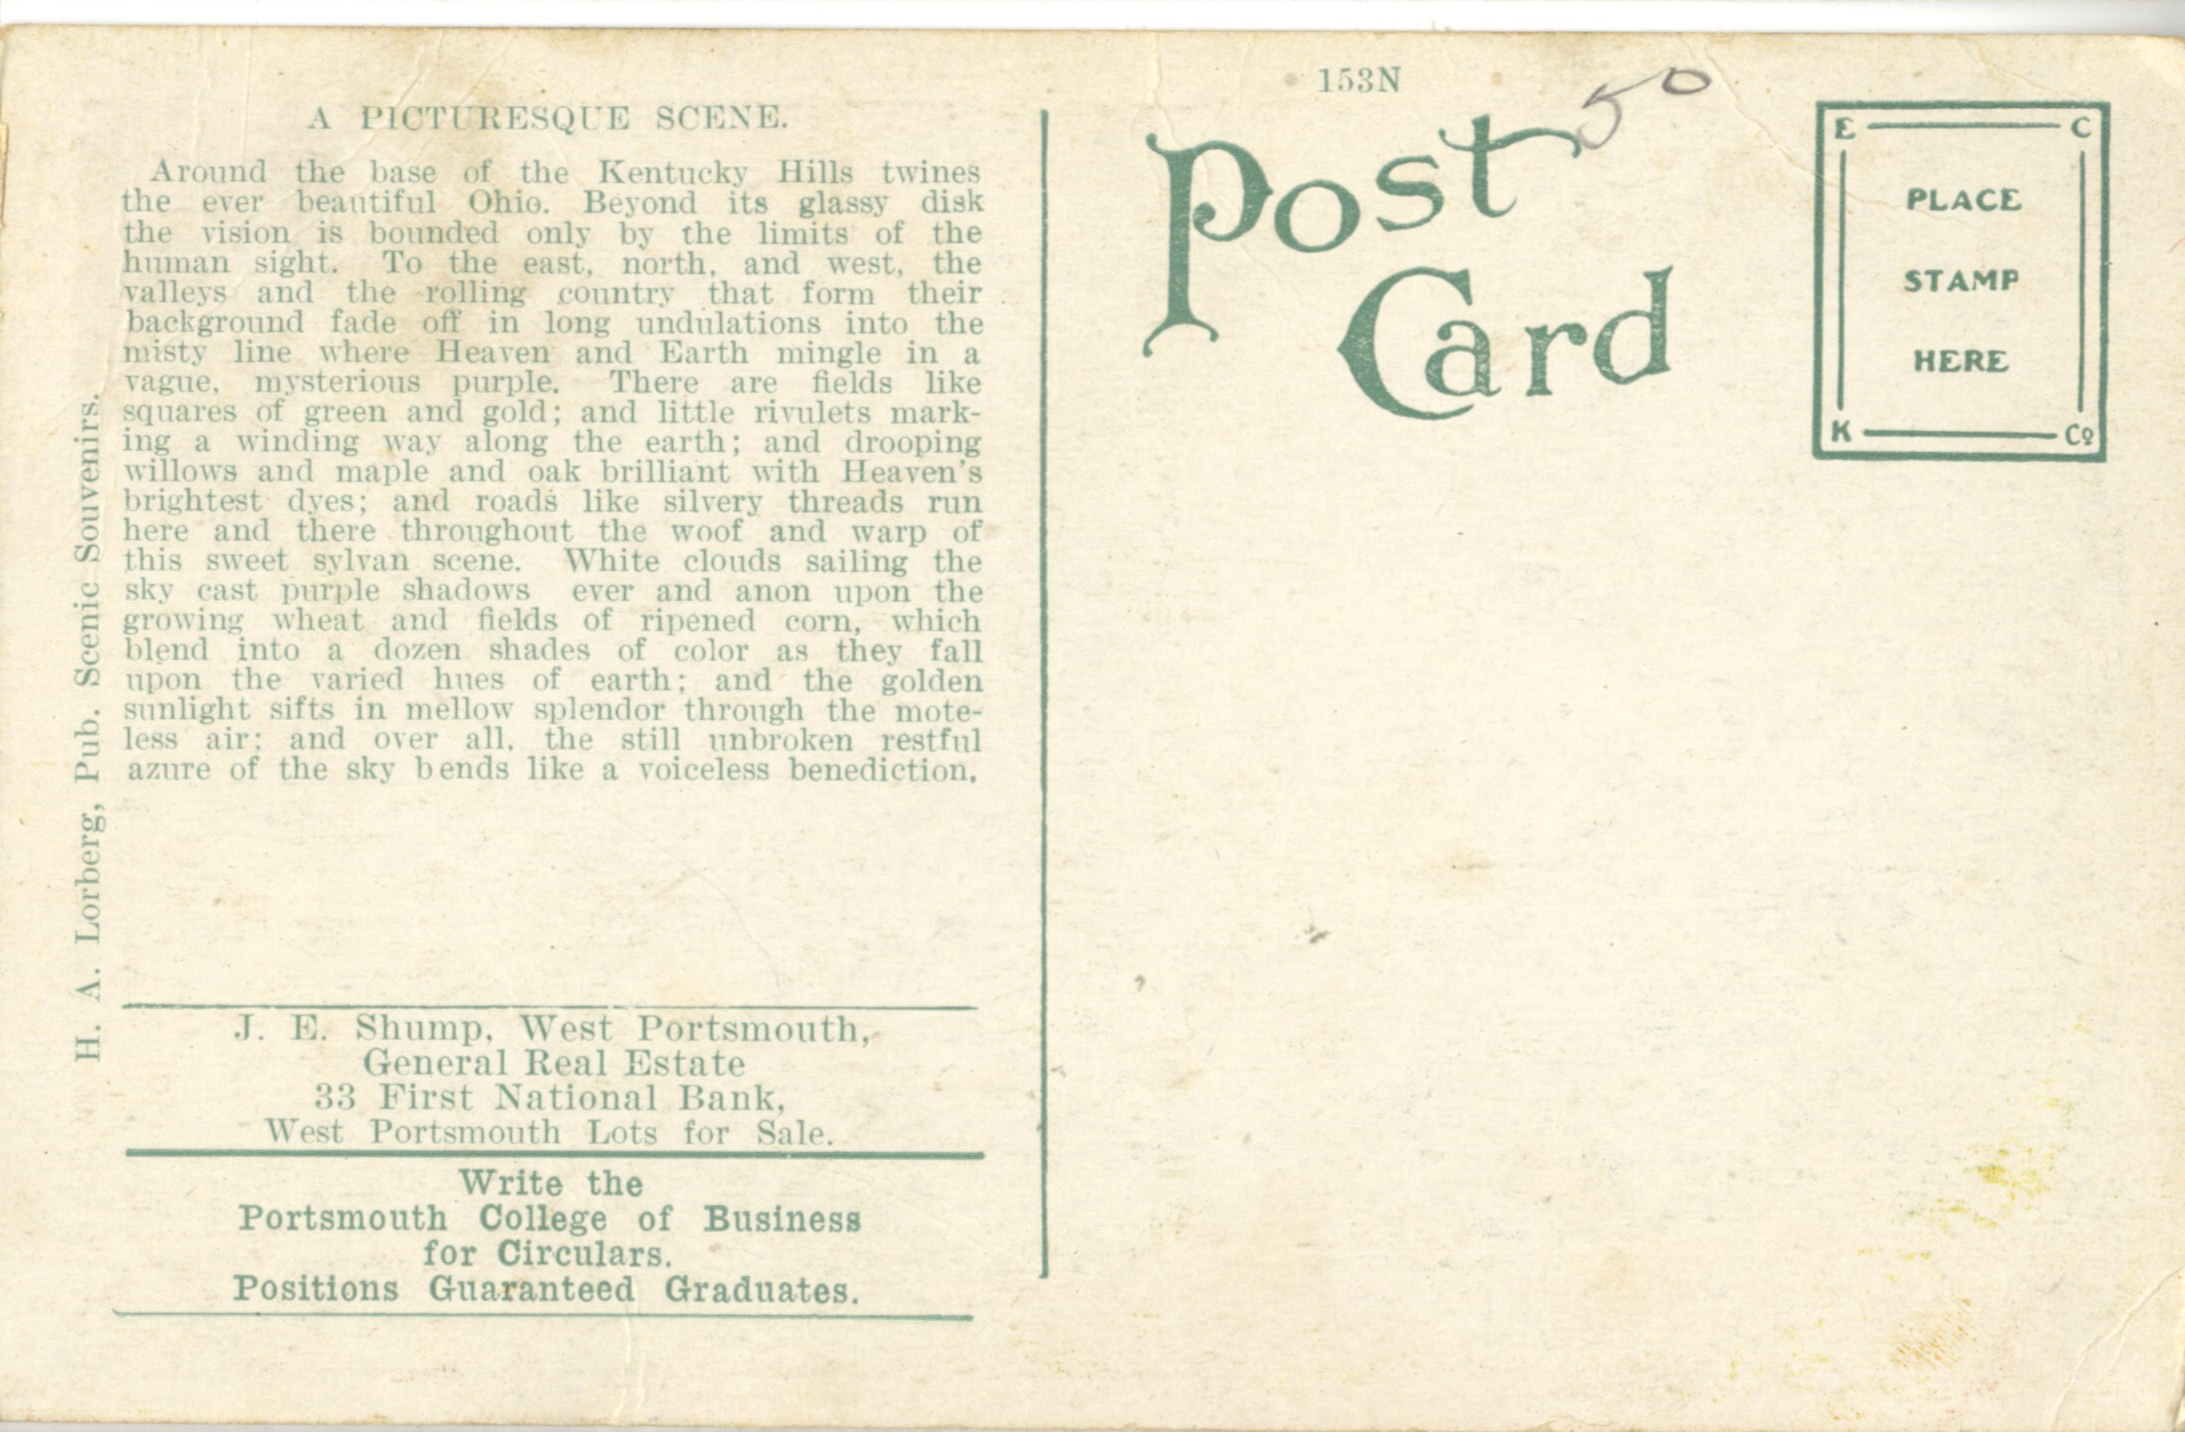 A PICTURESQUE SCENE.
Around the base of the Kentucky Hills twines
the ever beautiful Ohio. Beyond its glassy disk
the vision is bounded only by the limits of the
human sight. To the east, north, and west, the
valleys and the rolling country that form their
background fade off in long undulations into the
misty line where Heaven and Earth mingle in a
vague, mysterious purple. There are fields like
squares of green and gold; and little rivulets mark-
ing a winding way along the earth; and drooping
willows and maple and oak brilliant with Heaven's
brightest dyes; and roads like silvery threads run
here and there throughout the woof and warp of
this sweet sylvan scene. White clouds sailing the
sky cast purple shadows ever and anon upon the
growing wheat and fields of ripened corn, which
blend into a dozen shades of color as they fall
upon the varied hues of earth; and the golden
sunlight sifts in mellow splendor through the mote-
less air; and over all, the still unbroken restful
azure of the sky bends like a voiceless benediction.
H. A. Lorberg, Pub. Scenic Souvenirs.
J. E. Shump, West Portsmouth,
General Real Estate
33 First National Bank,
West Portsmouth Lots for Sale.
Write the
Portsmouth College of Business
for Circulars.
Positions Guaranteed Graduates.
153N
50
Post
Card
E C
PLACE
STAMP
HERE
K Co